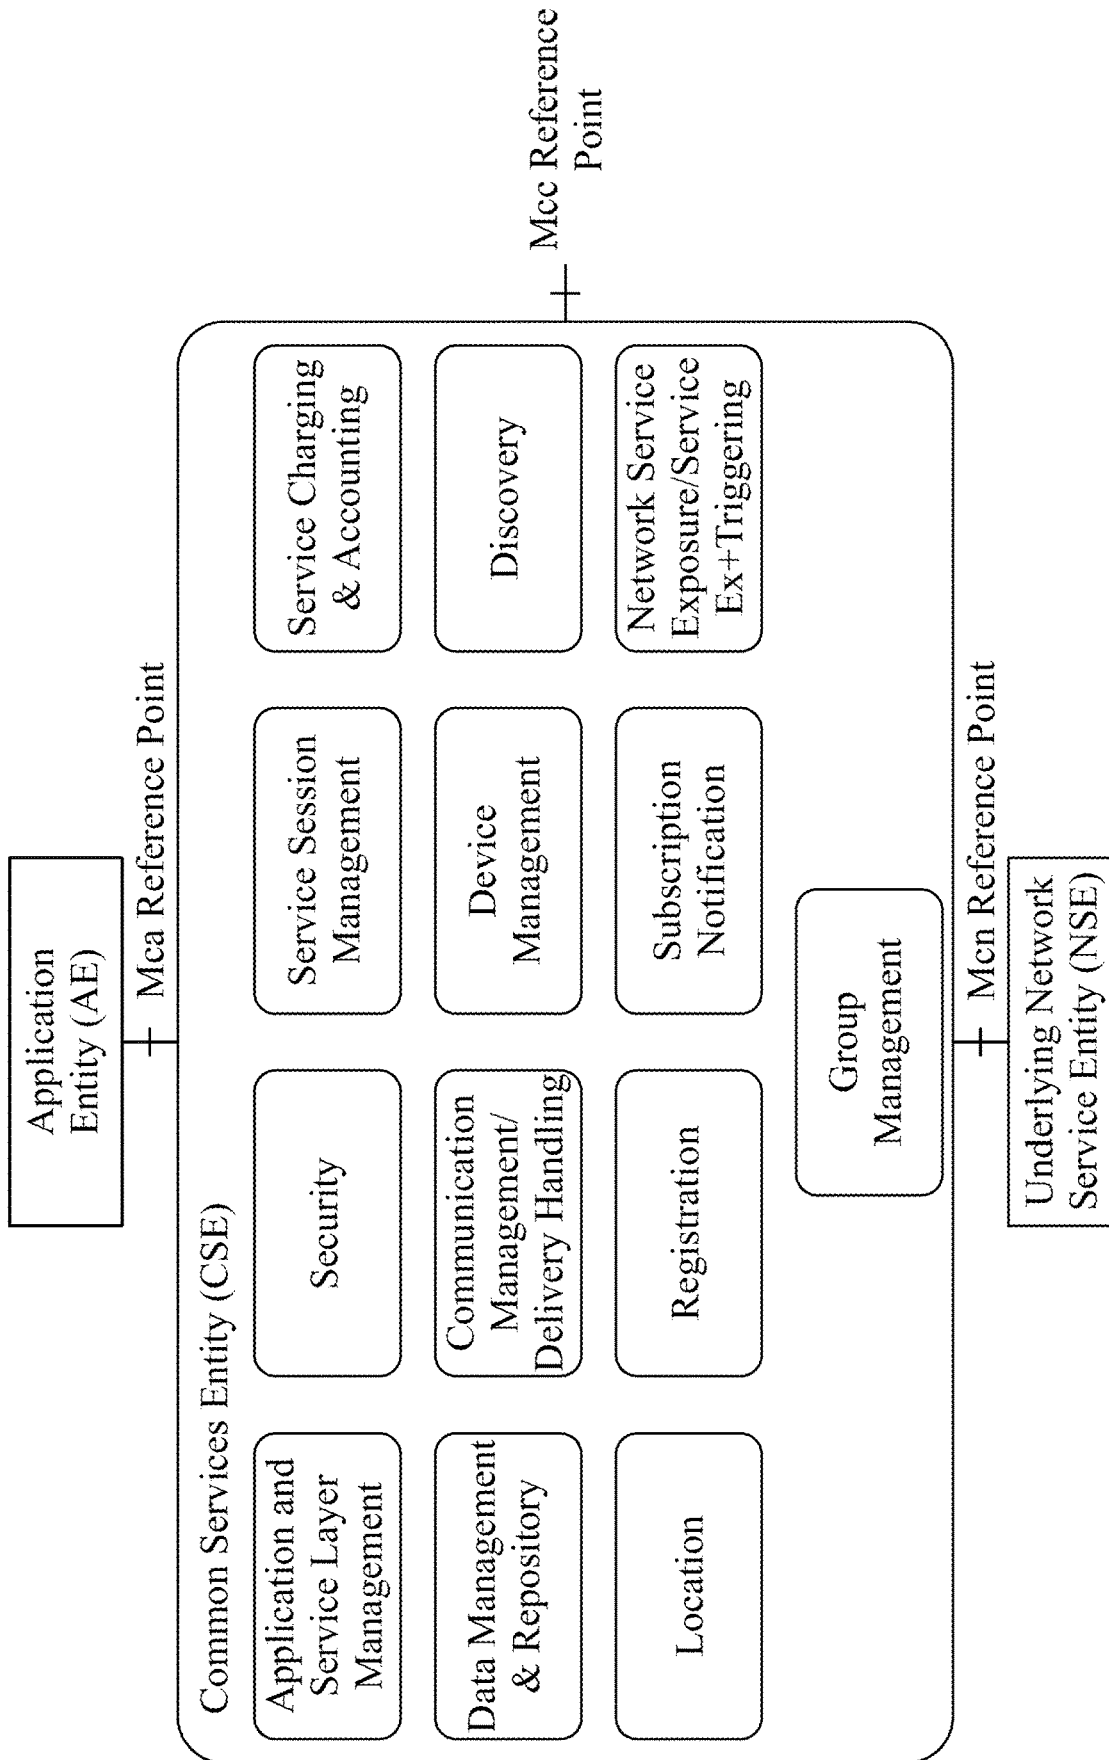 Application
Entity (AE)
Mca Reference Point
Common Services Entity (CSE)
Application and
Service Layer
Management
Security
Service Session
Management
Service Charging
& Accounting
Data Management
& Repository
Communication
Management/
Delivery Handling
Device
Management
Discovery
Location
Registration
Subscription
Notification
Network Service
Exposure/Service
Ex+Triggering
Group
Management
Mcc Reference
Point
Mcn Reference Point
Underlying Network
Service Entity (NSE)